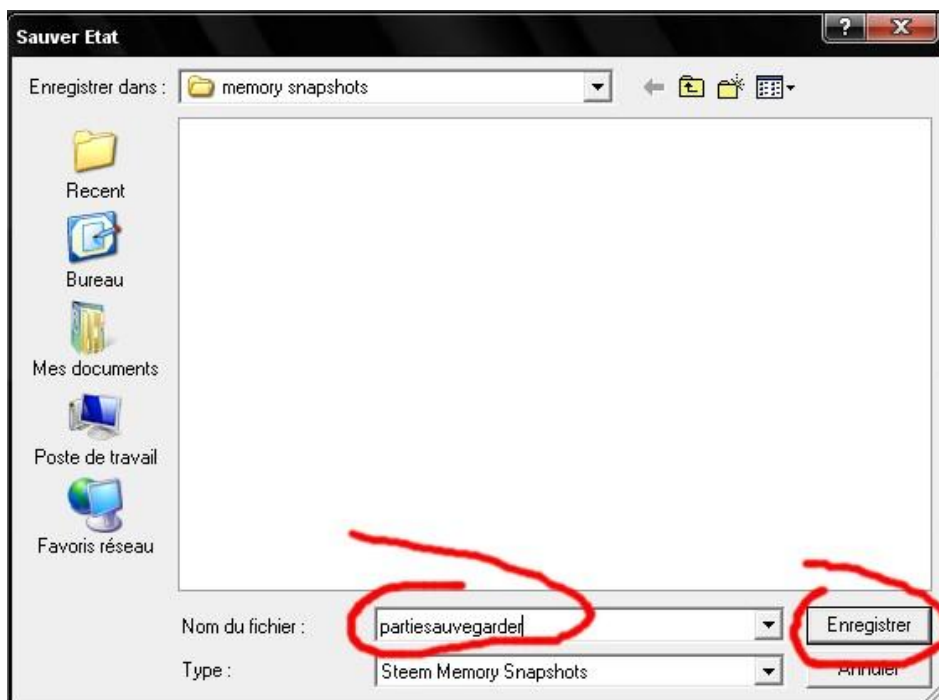 Sauver Etat
Enregistrer dans :
memory snapshots
Recent
Bureau
Mes documents
Poste de travail
Favoris réseau
Nom du fichier :
partiesauvegarder
Enregistrer
Type :
Steem Memory Snapshots
Annuler